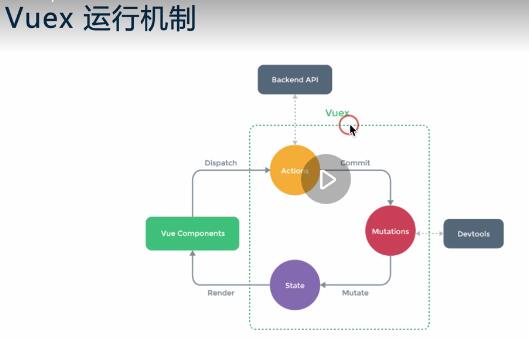 Vuex 运行机制
Backend API
Vuex
Dispatch
Actions
Commit
Vue Components
Mutations
Devtools
State
Render
Mutate